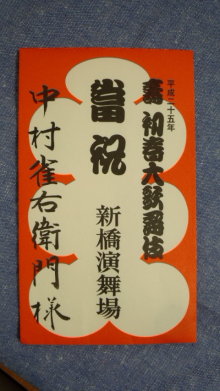 平成二十五年
壽 初春大歌舞伎
當祝
新橋演舞場
中村雀右衛門様